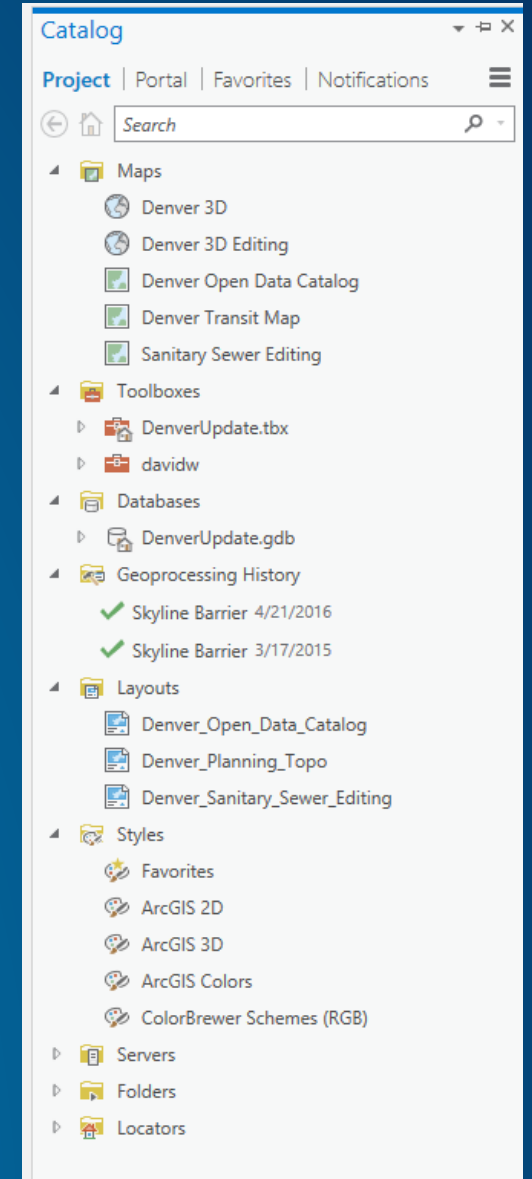 Catalog
Project | Portal | Favorites | Notifications
Search
Maps
Denver 3D
Denver 3D Editing
Denver Open Data Catalog
Denver Transit Map
Sanitary Sewer Editing
Toolboxes
DenverUpdate.tbx
davidw
Databases
DenverUpdate.gdb
Geoprocessing History
Skyline Barrier 4/21/2016
Skyline Barrier 3/17/2015
Layouts
Denver_Open_Data_Catalog
Denver_Planning_Topo
Denver_Sanitary_Sewer_Editing
Styles
Favorites
ArcGIS 2D
ArcGIS 3D
ArcGIS Colors
ColorBrewer Schemes (RGB)
Servers
Folders
Locators